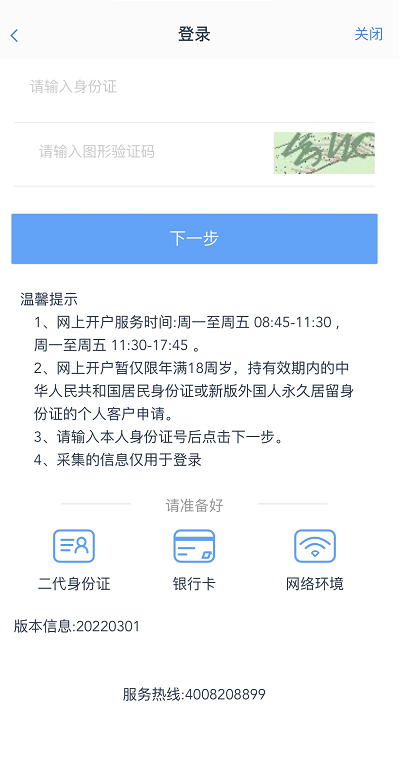 登录
关闭
请输入身份证
请输入图形验证码
下一步
温馨提示
1、网上开户服务时间:周一至周五 08:45-11:30 ,
周一至周五 11:30-17:45 。
2、网上开户暂仅限年满18周岁，持有效期内的中
华人民共和国居民身份证或新版外国人永久居留身
份证的个人客户申请。
3、请输入本人身份证号后点击下一步。
4、采集的信息仅用于登录
请准备好
二代身份证
银行卡
网络环境
版本信息:20220301
服务热线:4008208899